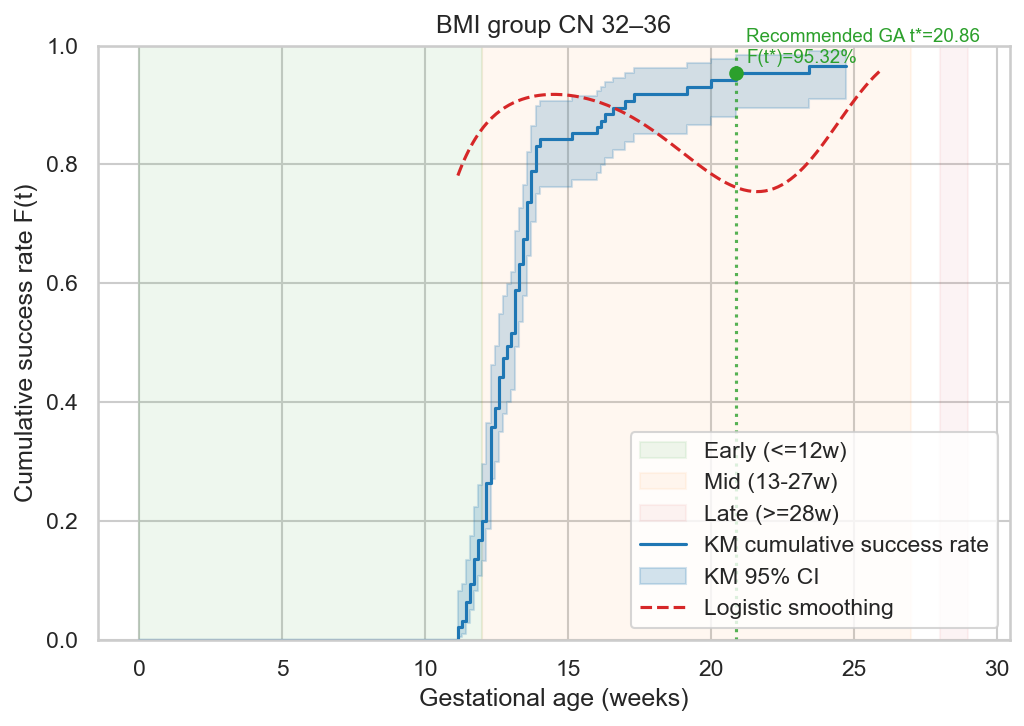 BMI group CN 32–36
Recommended GA t*=20.86
F(t*)=95.32%
Cumulative success rate F(t)
1.0
0.8
0.6
0.4
0.2
0.0
Early (<=12w)
Mid (13-27w)
Late (>=28w)
KM cumulative success rate
KM 95% CI
Logistic smoothing
0 5 10 15 20 25 30
Gestational age (weeks)